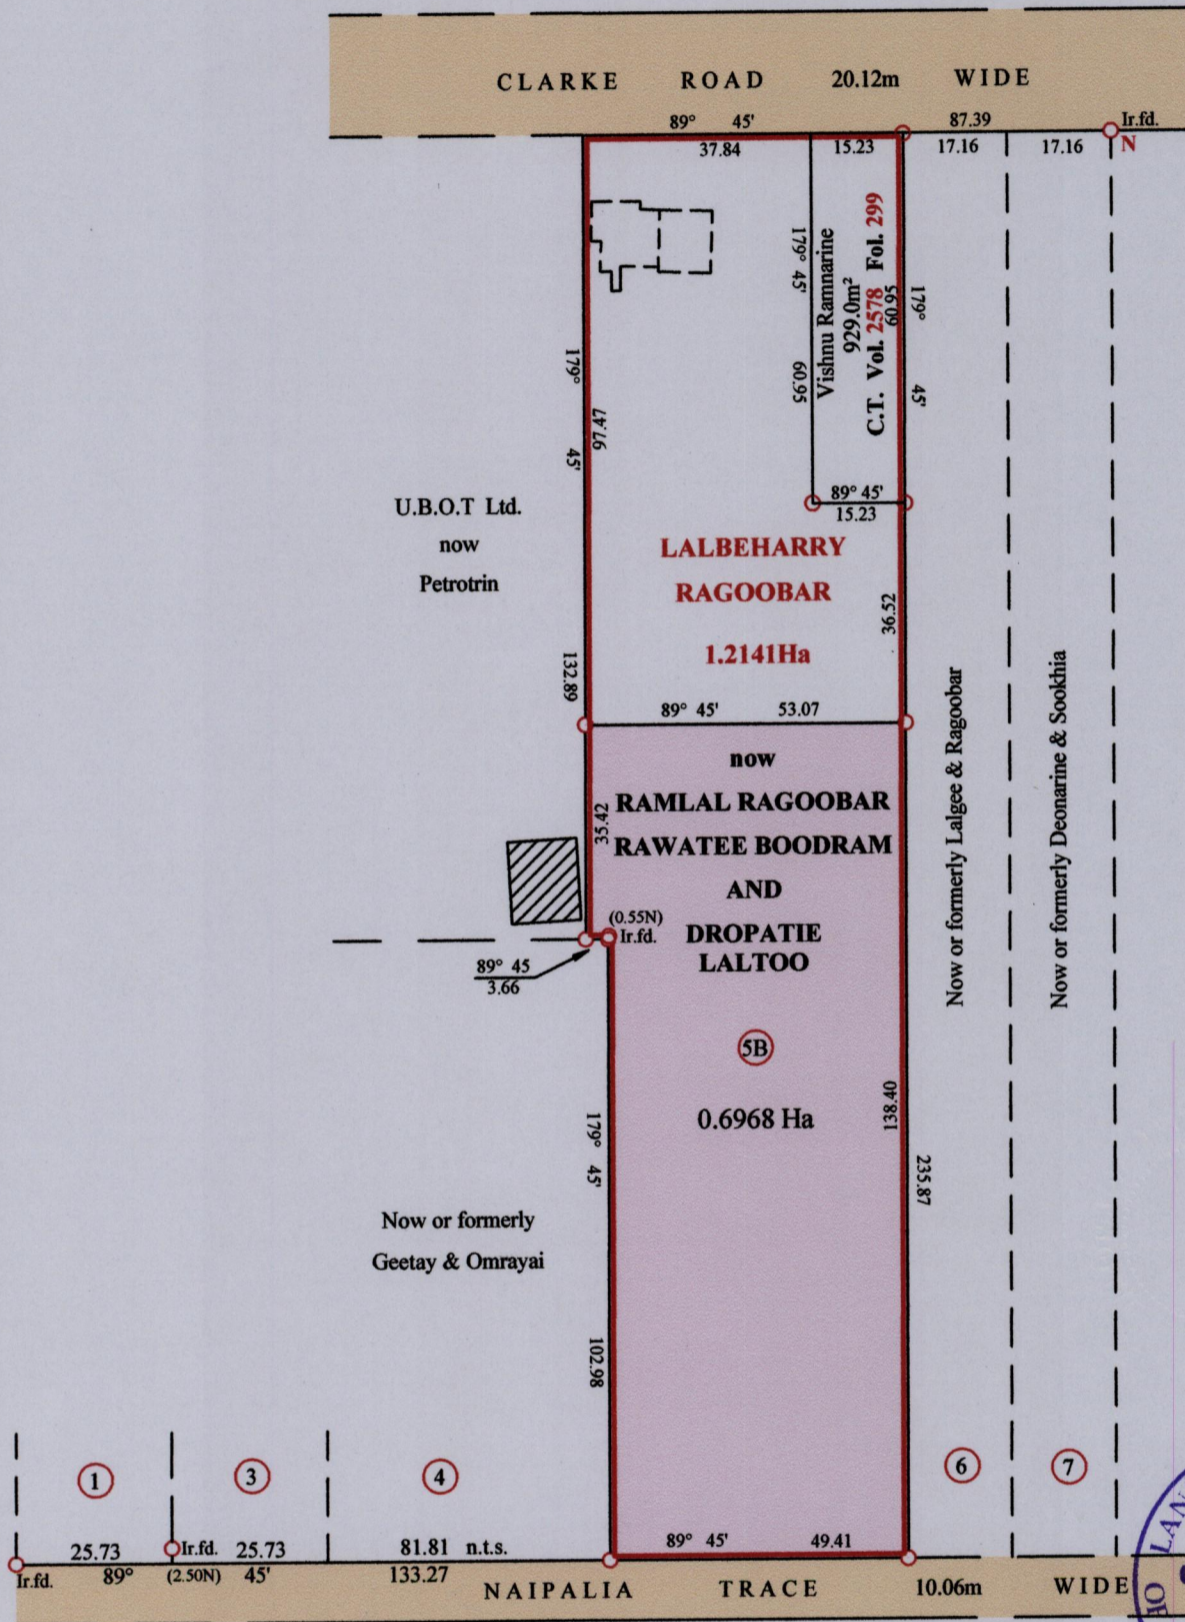 CLARKE ROAD 20.12m WIDE
89° 45' 87.39 Ir.fd.
37.84 15.23 17.16 17.16 N
179° 45' 60.95
Vishnu Ramnarine
929.0m²
C.T. Vol. 2578 Fol. 299
60.95
179° 45'
179° 45'
97.47
89° 45'
15.23
U.B.O.T Ltd.
now
Petrotrin
LALBEHARRY
RAGOOBAR
1.2141Ha
36.52
132.89
89° 45' 53.07
Now or formerly Lalgee & Ragoobar
Now or formerly Deonarine & Sookhia
now
RAMLAL RAGOOBAR
RAWATEE BOODRAM
AND
DROPATIE
LALTOO
35.42
(0.55N)
Ir.fd.
89° 45
3.66
5B
0.6968 Ha
138.40
235.87
179° 45'
102.98
Now or formerly
Geetay & Omrayai
1 3 4 6 7
25.73 Ir.fd. 25.73 81.81 n.t.s. 89° 45' 49.41
Ir.fd. 89° (2.50N) 45' 133.27
NAIPALIA TRACE 10.06m WIDE